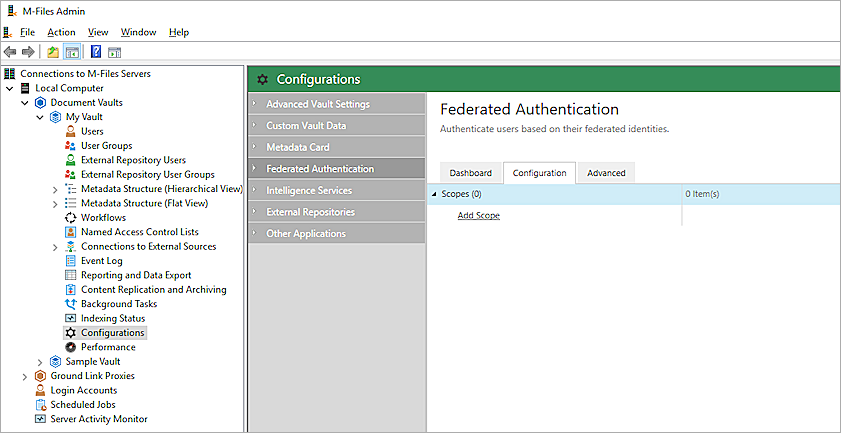 M-Files Admin
File Action View Window Help
Connections to M-Files Servers
Local Computer
Document Vaults
My Vault
Users
User Groups
External Repository Users
External Repository User Groups
Metadata Structure (Hierarchical View)
Metadata Structure (Flat View)
Workflows
Named Access Control Lists
Connections to External Sources
Event Log
Reporting and Data Export
Content Replication and Archiving
Background Tasks
Indexing Status
Configurations
Performance
Sample Vault
Ground Link Proxies
Login Accounts
Scheduled Jobs
Server Activity Monitor
Configurations
Advanced Vault Settings
Custom Vault Data
Metadata Card
Federated Authentication
Intelligence Services
External Repositories
Other Applications
Federated Authentication
Authenticate users based on their federated identities.
Dashboard Configuration Advanced
Scopes (0) 0 Item(s)
Add Scope